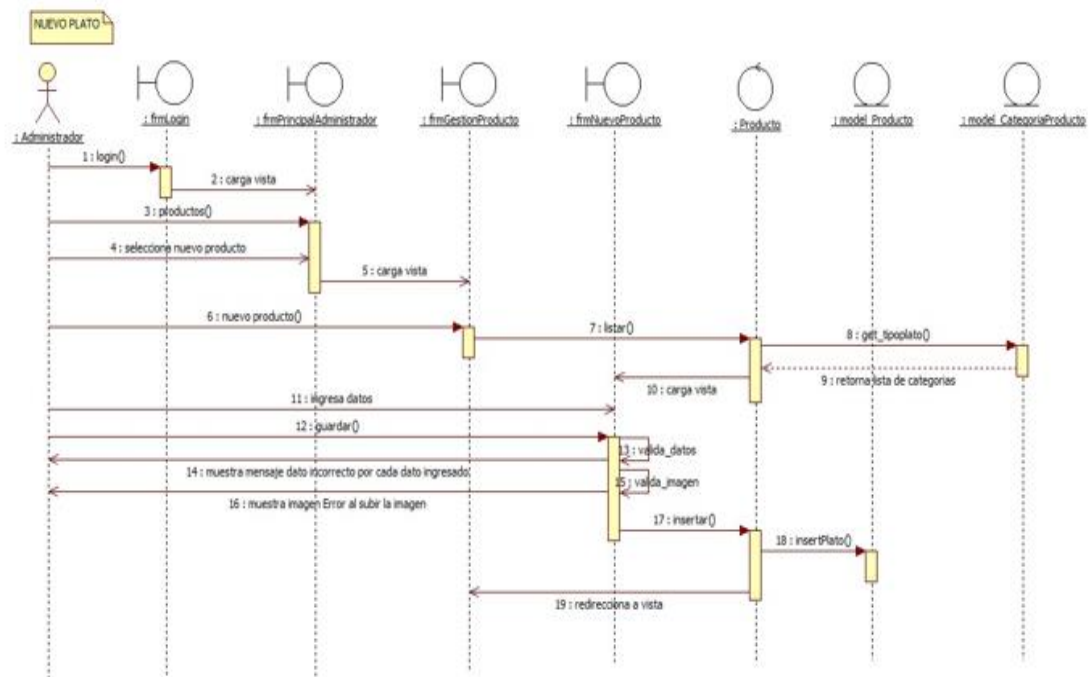 NUEVO PLATO
: Administrador
: frmLogin
: frmPrincipalAdministrador
: frmGestionProducto
: frmNuevoProducto
: Producto
: model_Producto
: model_CategoriaProducto
1 : login()
2 : carga vista
3 : productos()
4 : selecciona nuevo producto
5 : carga vista
6 : nuevo producto()
7 : listar()
8 : get_tipoplato()
9 : retorna lista de categorias
10 : carga vista
11 : ingresa datos
12 : guardar()
13 : valida_datos
14 : muestra mensaje dato incorrecto por cada dato ingresado
15 : valida_imagen
16 : muestra imagen Error al subir la imagen
17 : insertar()
18 : insertPlato()
19 : redirecciona a vista